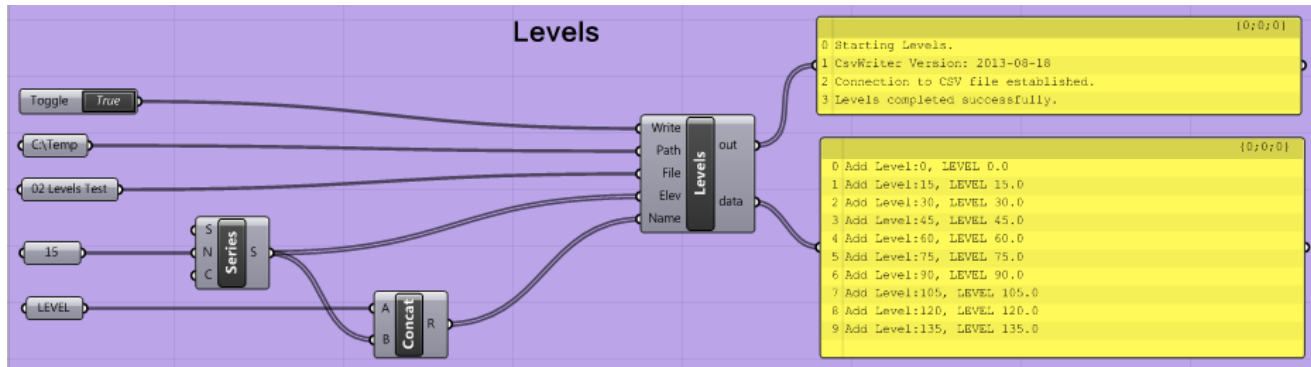 Levels
Toggle True
C:\Temp
02 Levels Test
15
LEVEL
S
N
C
Series
S
A
B
Concat
R
Write
Path
File
Elev
Name
Levels
out
data
{0;0;0}
0 Starting Levels.
1 CsvWriter Version: 2013-08-18
2 Connection to CSV file established.
3 Levels completed successfully.
{0;0;0}
0 Add Level:0, LEVEL 0.0
1 Add Level:15, LEVEL 15.0
2 Add Level:30, LEVEL 30.0
3 Add Level:45, LEVEL 45.0
4 Add Level:60, LEVEL 60.0
5 Add Level:75, LEVEL 75.0
6 Add Level:90, LEVEL 90.0
7 Add Level:105, LEVEL 105.0
8 Add Level:120, LEVEL 120.0
9 Add Level:135, LEVEL 135.0